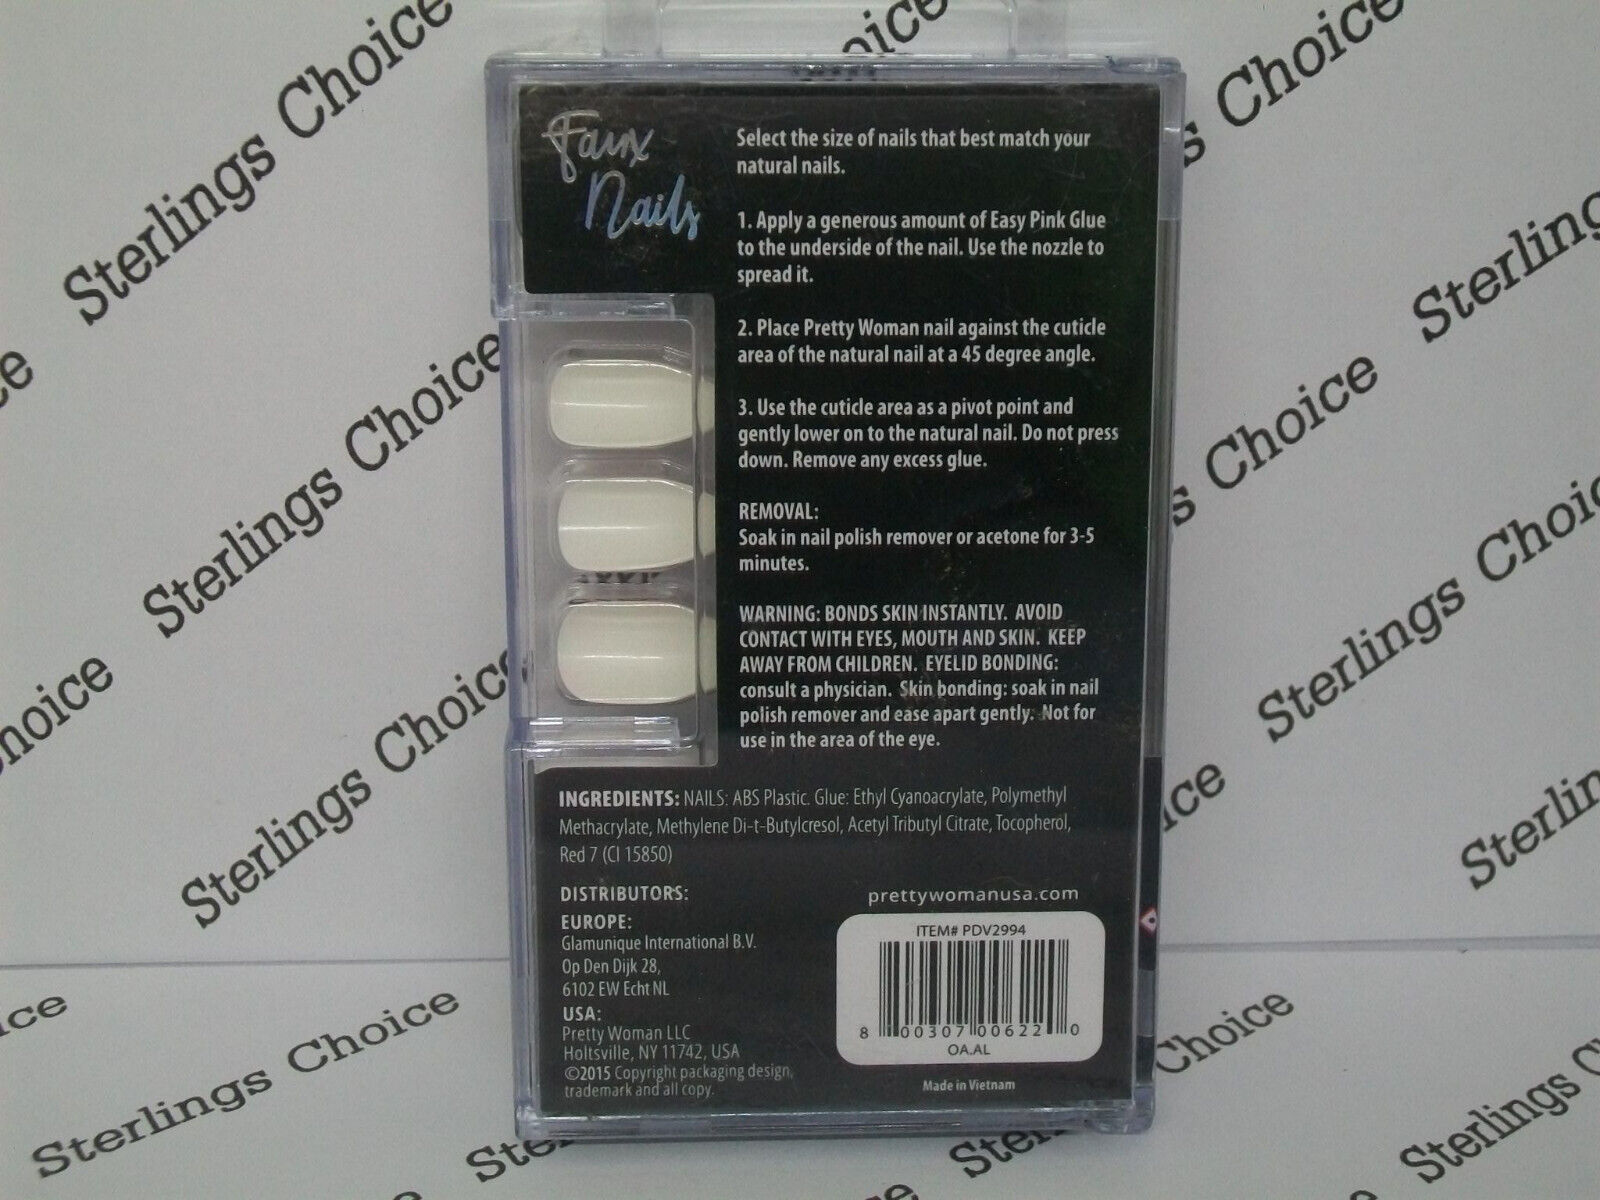 Faux
Nails
Select the size of nails that best match your
natural nails.
1. Apply a generous amount of Easy Pink Glue
to the underside of the nail. Use the nozzle to
spread it.
2. Place Pretty Woman nail against the cuticle
area of the natural nail at a 45 degree angle.
3. Use the cuticle area as a pivot point and
gently lower on to the natural nail. Do not press
down. Remove any excess glue.
REMOVAL:
Soak in nail polish remover or acetone for 3-5
minutes.
WARNING: BONDS SKIN INSTANTLY. AVOID
CONTACT WITH EYES, MOUTH AND SKIN. KEEP
AWAY FROM CHILDREN. EYELID BONDING:
consult a physician. Skin bonding: soak in nail
polish remover and ease apart gently. Not for
use in the area of the eye.
INGREDIENTS: NAILS: ABS Plastic. Glue: Ethyl Cyanoacrylate, Polymethyl
Methacrylate, Methylene Di-t-Butylcresol, Acetyl Tributyl Citrate, Tocopherol,
Red 7 (CI 15850)
DISTRIBUTORS:
EUROPE:
Glamunique International B.V.
Op Den Dijk 28,
6102 EW Echt NL
USA:
Pretty Woman LLC
Holtsville, NY 11742, USA
©2015 Copyright packaging design,
trademark and all copy.
prettywomanusa.com
ITEM# PDV2994
8 00307 00622 0
OA.AL
Made in Vietnam
Sterlings Choice
Sterlings Choice
Sterlings Choice
Sterlings Choice
Sterlings Choice
Sterlings Choice
Sterlings Choice